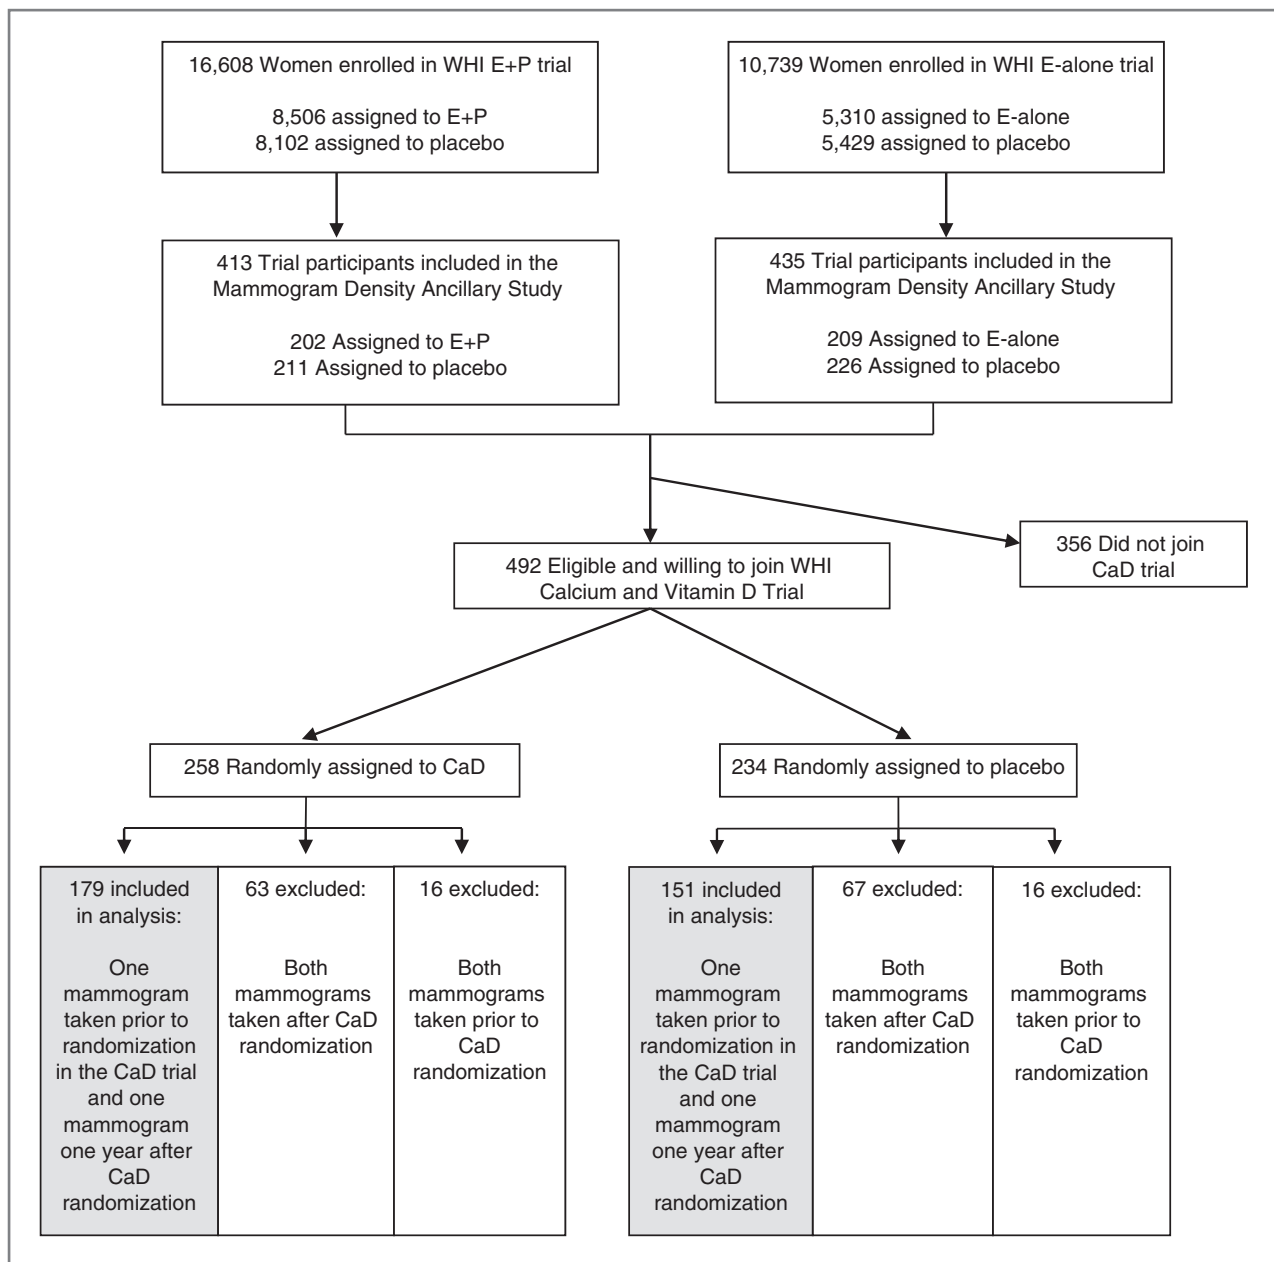 16,608 Women enrolled in WHI E+P trial
8,506 assigned to E+P
8,102 assigned to placebo
10,739 Women enrolled in WHI E-alone trial
5,310 assigned to E-alone
5,429 assigned to placebo
413 Trial participants included in the
Mammogram Density Ancillary Study
202 Assigned to E+P
211 Assigned to placebo
435 Trial participants included in the
Mammogram Density Ancillary Study
209 Assigned to E-alone
226 Assigned to placebo
492 Eligible and willing to join WHI
Calcium and Vitamin D Trial
356 Did not join
CaD trial
258 Randomly assigned to CaD
234 Randomly assigned to placebo
179 included
in analysis:
One
mammogram
taken prior to
randomization
in the CaD trial
and one
mammogram
one year after
CaD
randomization
63 excluded:
Both
mammograms
taken after CaD
randomization
16 excluded:
Both
mammograms
taken prior to
CaD
randomization
151 included
in analysis:
One
mammogram
taken prior to
randomization in
the CaD trial
and one
mammogram
one year after
CaD
randomization
67 excluded:
Both
mammograms
taken after CaD
randomization
16 excluded:
Both
mammograms
taken prior to
CaD
randomization